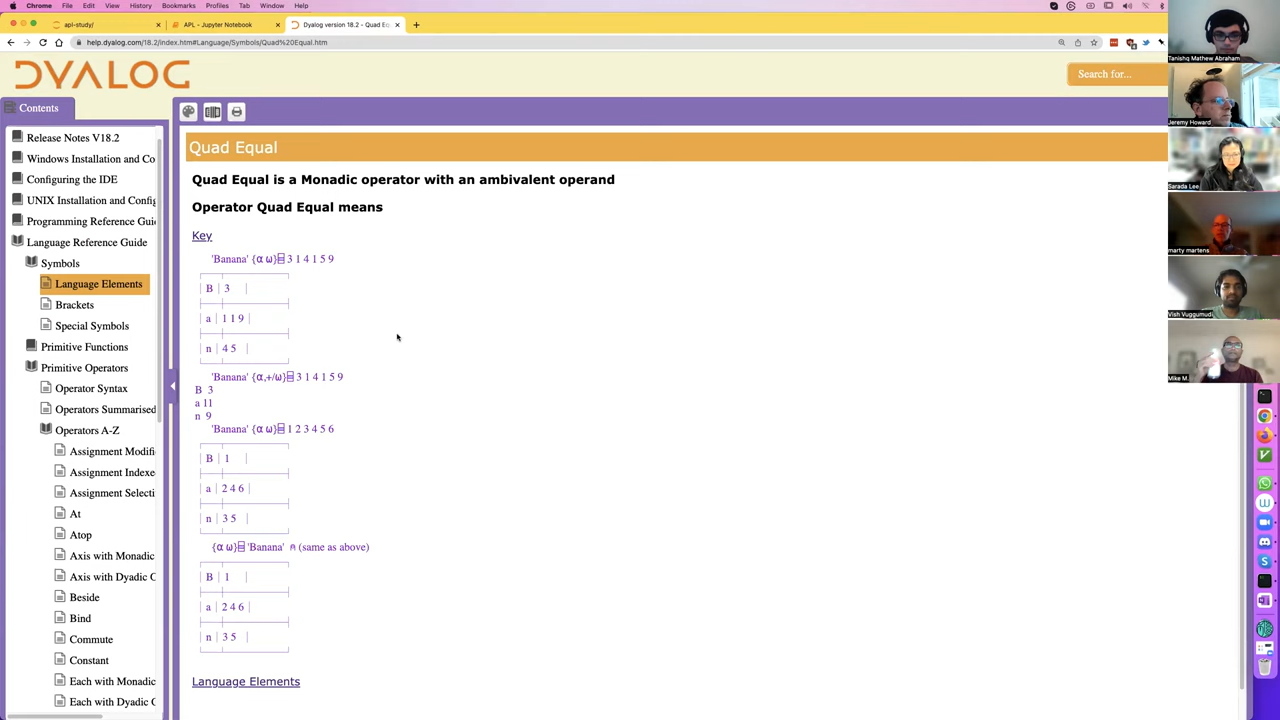 Chrome File Edit View History Bookmarks Profiles Tab Window Help
apl-study/
APL - Jupyter Notebook
Dyalog version 18.2 - Quad Eq
help.dyalog.com/18.2/index.htm#Language/Symbols/Quad%20Equal.htm
DYALOG
Search for...
Contents
Release Notes V18.2
Windows Installation and Co
Configuring the IDE
UNIX Installation and Config
Programming Reference Guid
Language Reference Guide
Symbols
Language Elements
Brackets
Special Symbols
Primitive Functions
Primitive Operators
Operator Syntax
Operators Summarised
Operators A-Z
Assignment Modifi
Assignment Indexe
Assignment Selecti
At
Atop
Axis with Monadic
Axis with Dyadic O
Beside
Bind
Commute
Constant
Each with Monadic
Each with Dyadic O
Quad Equal
Quad Equal is a Monadic operator with an ambivalent operand
Operator Quad Equal means
Key
'Banana' {⍺ ⍵}⌸ 3 1 4 1 5 9
B 3
a 1 1 9
n 4 5
'Banana' {⍺,+/⍵}⌸ 3 1 4 1 5 9
B 3
a 11
n 9
'Banana' {⍺ ⍵}⌸ 1 2 3 4 5 6
B 1
a 2 4 6
n 3 5
{⍺ ⍵}⌸ 'Banana' ⍝ (same as above)
B 1
a 2 4 6
n 3 5
Language Elements
Tanishq Mathew Abraham
Jeremy Howard
Sarada Lee
marty martens
Vish Vuggumudi
Mike M.